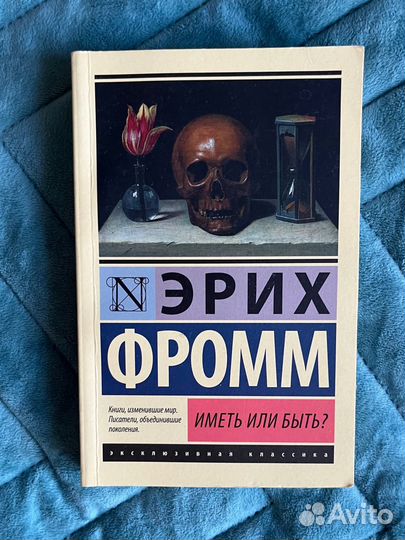 N
ЭРИХ
ФРОММ
Книги, изменившие мир.
Писатели, объединившие
поколения.
ИМЕТЬ ИЛИ БЫТЬ?
эксклюзивная классика
Avito